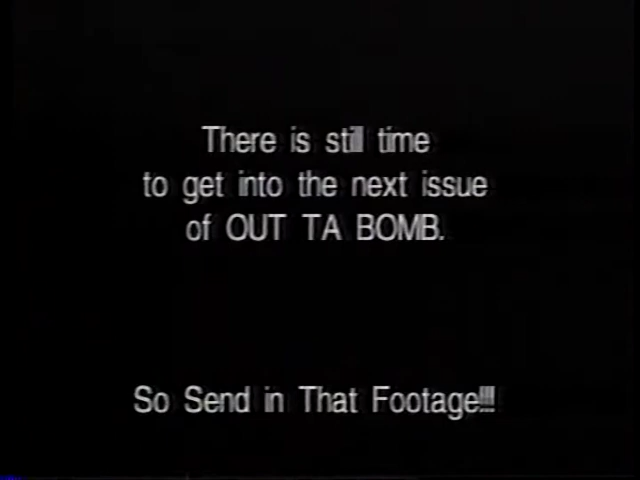 There is still time
to get into the next issue
of OUT TA BOMB.
So Send in That Footage!!!